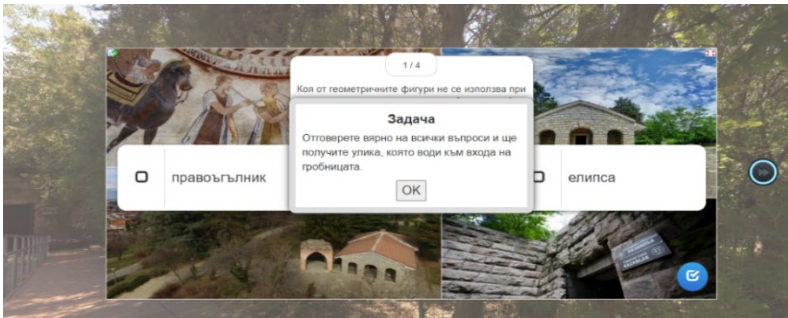 1 / 4
Коя от геометричните фигури не се използва при
Задача
Отговерете вярно на всички въпроси и ще
получите улика, която води към входа на
гробницата.
OK
правоъгълник
елипса